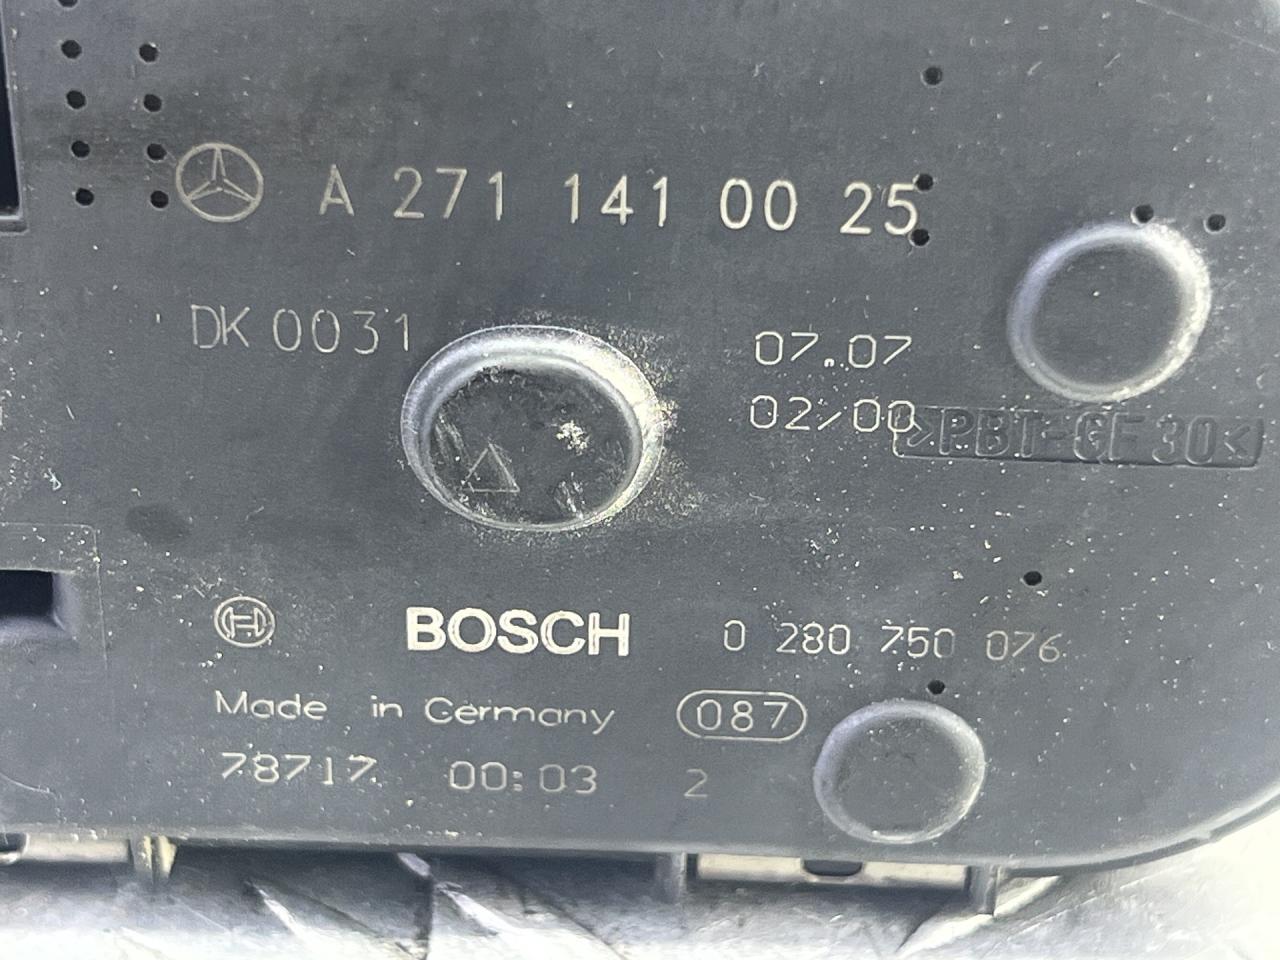 A 271 141 00 25
DK 0031
07.07
02/00
>PBT-GF30<
BOSCH 0 280 750 076
Made in Germany 087
78717 00:03 2